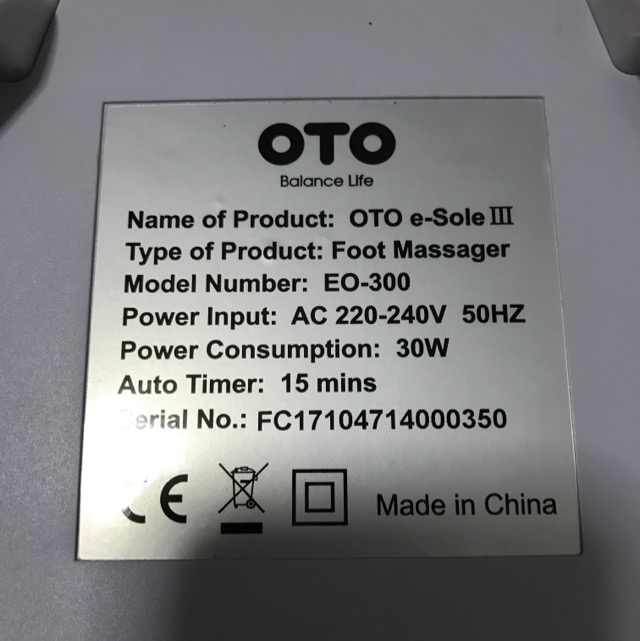 OTO
Balance Life
Name of Product: OTO e-Sole III
Type of Product: Foot Massager
Model Number: EO-300
Power Input: AC 220-240V 50HZ
Power Consumption: 30W
Auto Timer: 15 mins
Serial No.: FC17104714000350
CE
Made in China